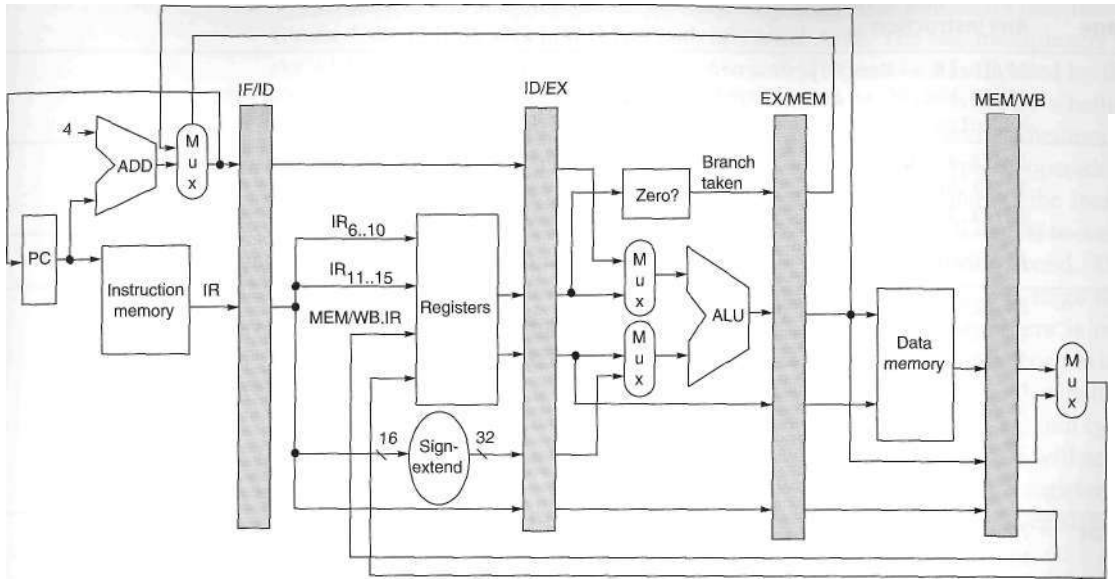 IF/ID
ID/EX
EX/MEM
MEM/WB
4
ADD
M
u
x
Branch
taken
Zero?
IR6..10
IR11..15
MEM/WB.IR
PC
Instruction
memory
IR
Registers
M
u
x
M
u
x
ALU
Data
memory
M
u
x
16
Sign-
extend
32